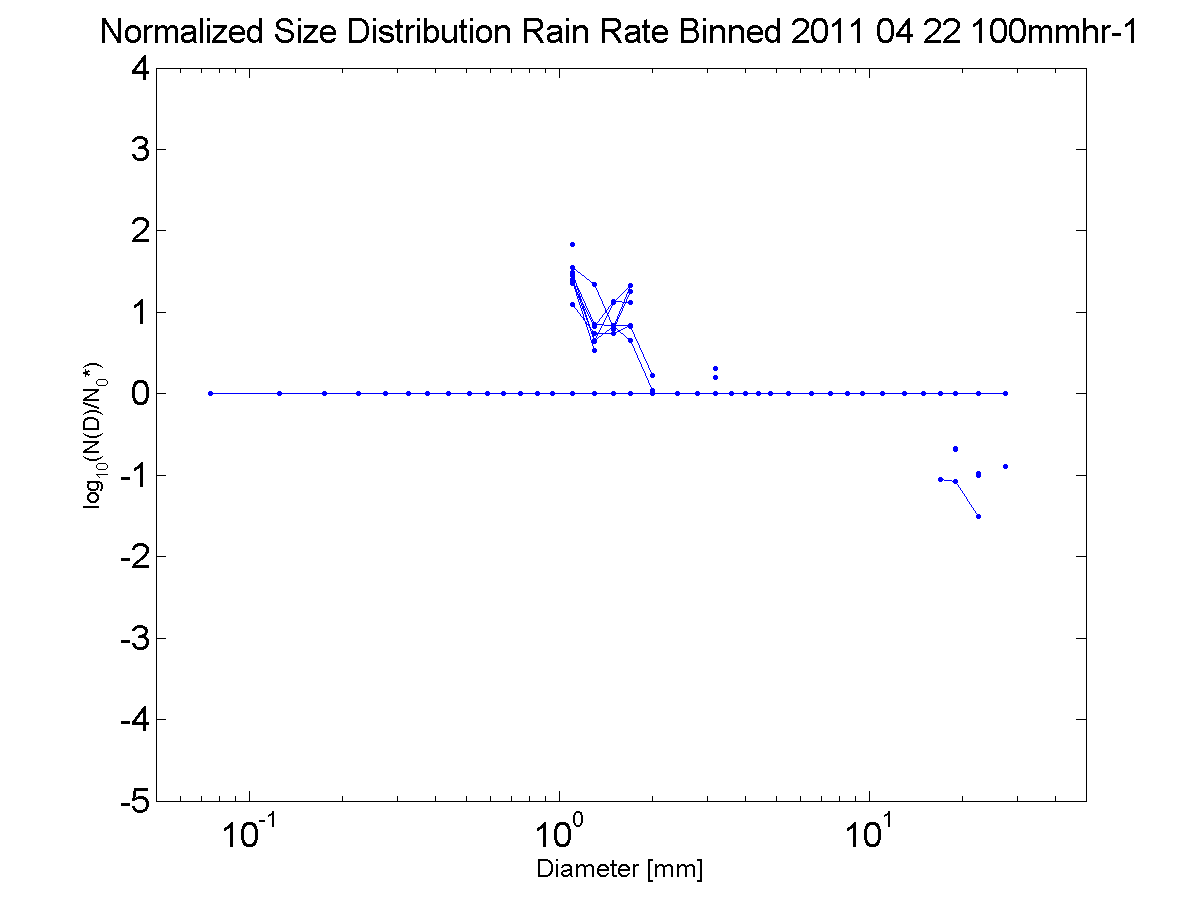 Normalized Size Distribution Rain Rate Binned 2011 04 22 100mmhr-1
4
3
2
1
0
-1
-2
-3
-4
-5
log₁₀(N(D)/N₀*)
10⁻¹ 10⁰ 10¹
Diameter [mm]